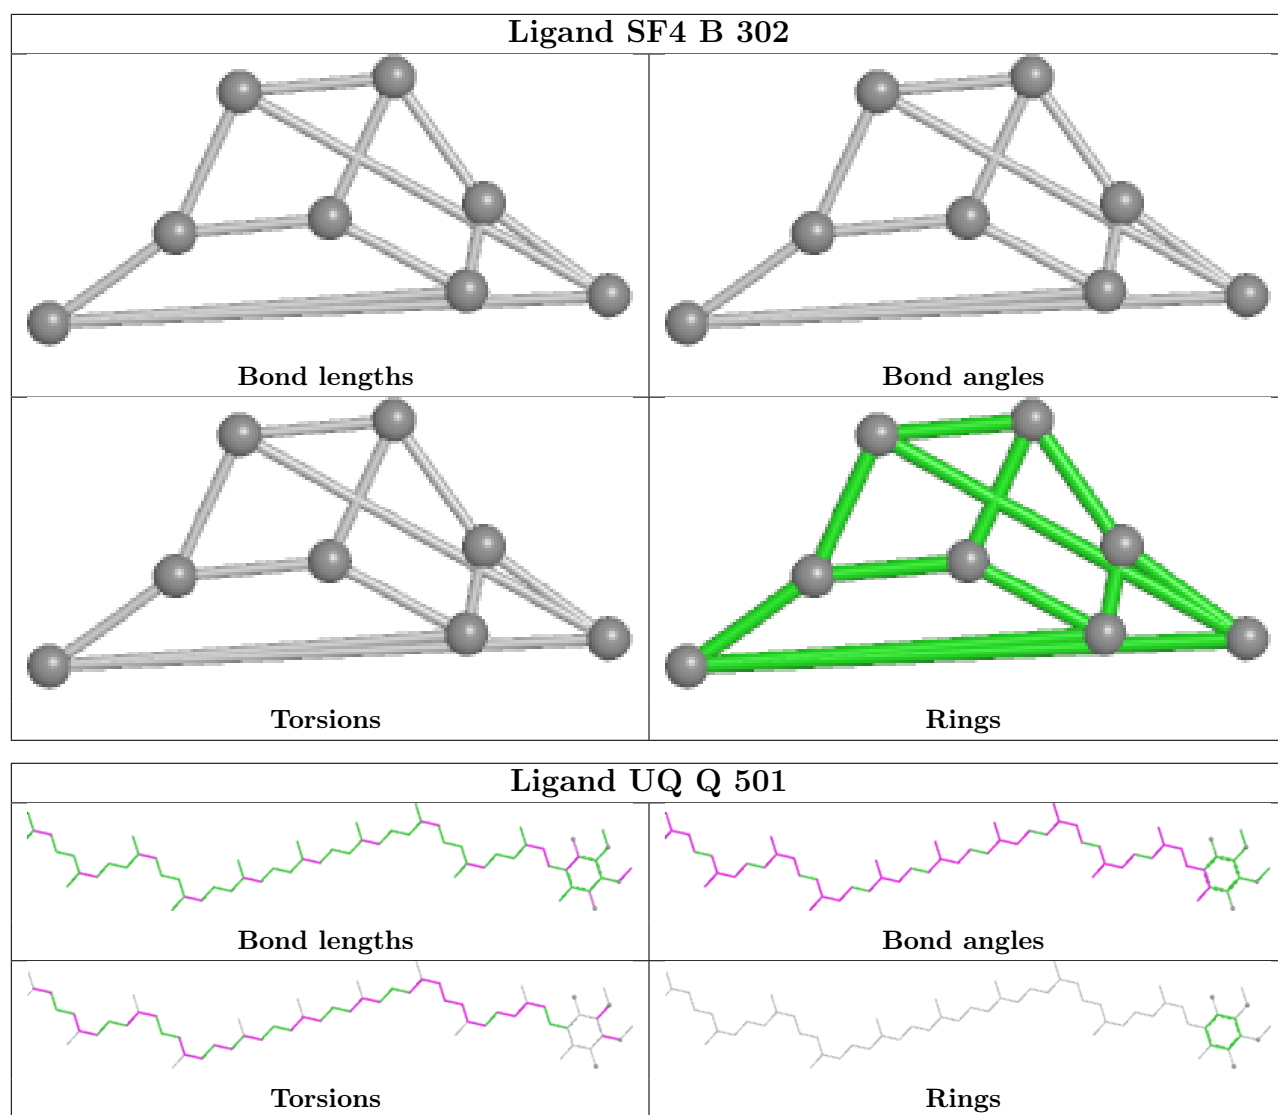 Ligand SF4 B 302
Bond lengths
Bond angles
Torsions
Rings
Ligand UQ Q 501
Bond lengths
Bond angles
Torsions
Rings